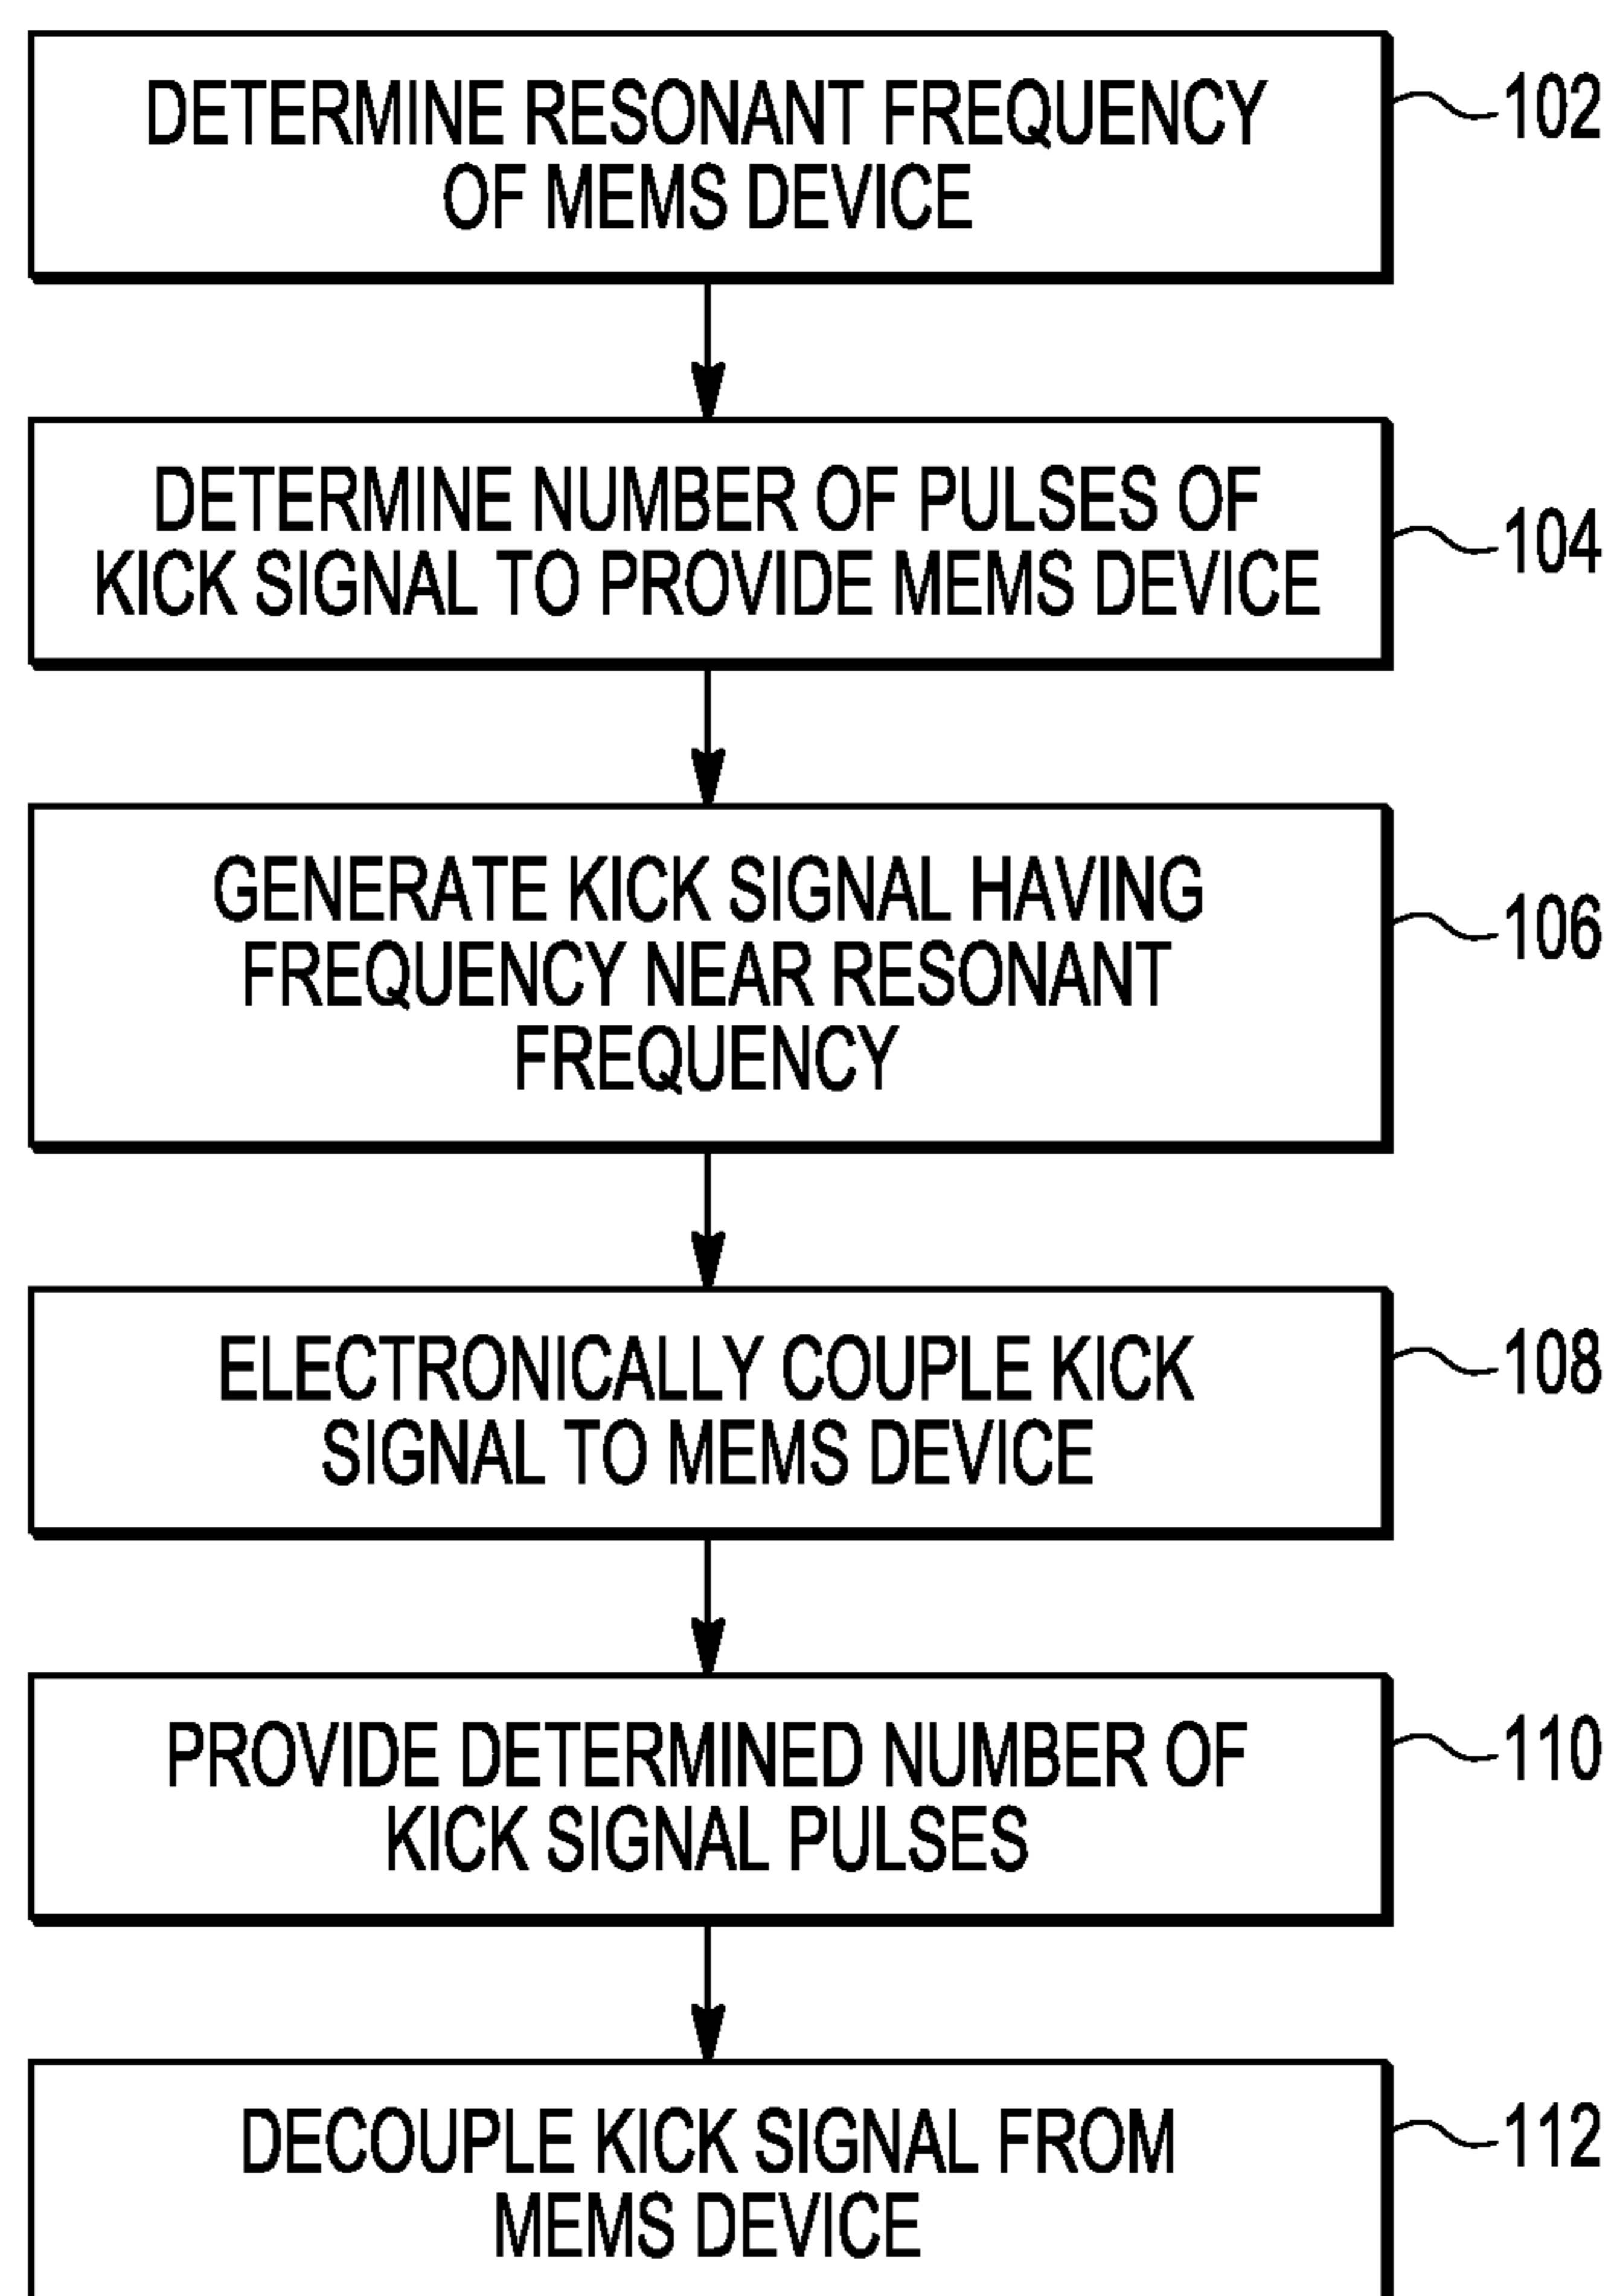 DETERMINE RESONANT FREQUENCY
OF MEMS DEVICE
102
DETERMINE NUMBER OF PULSES OF
KICK SIGNAL TO PROVIDE MEMS DEVICE
104
GENERATE KICK SIGNAL HAVING
FREQUENCY NEAR RESONANT
FREQUENCY
106
ELECTRONICALLY COUPLE KICK
SIGNAL TO MEMS DEVICE
108
PROVIDE DETERMINED NUMBER OF
KICK SIGNAL PULSES
110
DECOUPLE KICK SIGNAL FROM
MEMS DEVICE
112